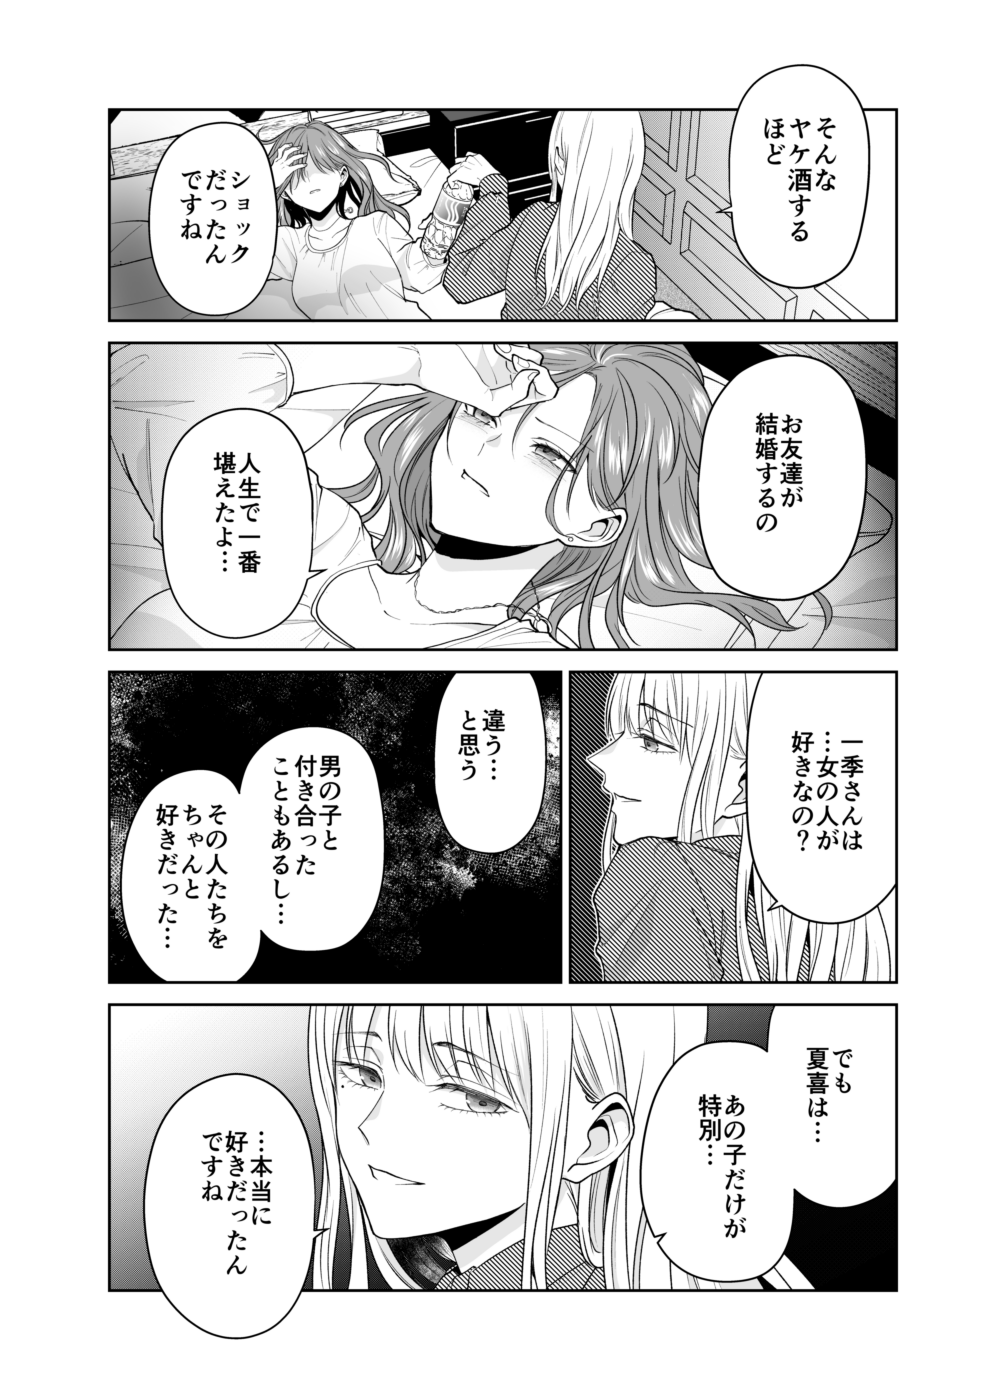 そんな
ヤケ酒する
ほど
ショック
だったん
ですね
お友達が
結婚するの
人生で一番
堪えたよ…
一季さんは
…女の人が
好きなの？
違う…
と思う
男の子と
付き合った
こともあるし…
その人たちを
ちゃんと
好きだった…
でも
夏喜は…
あの子だけが
特別…
…本当に
好きだったん
ですね